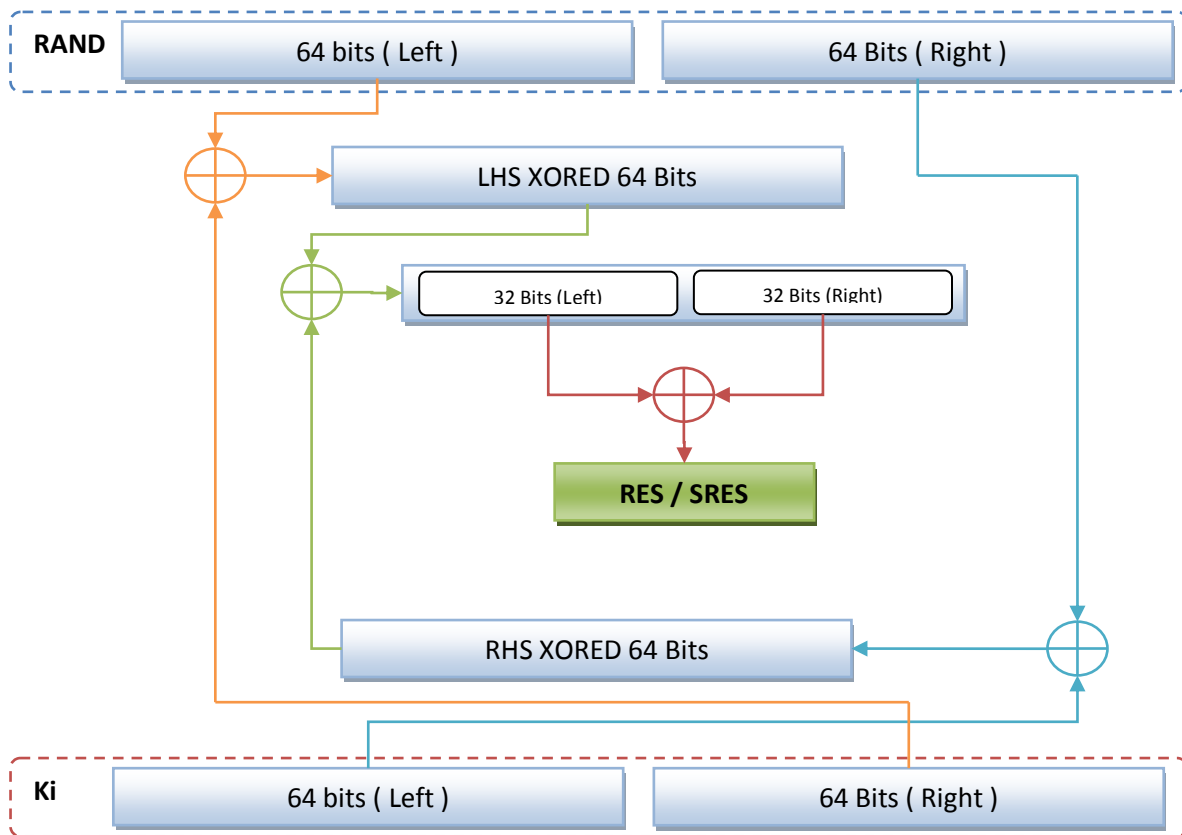 RAND
64 bits ( Left )
64 Bits ( Right )
LHS XORED 64 Bits
32 Bits (Left)
32 Bits (Right)
RES / SRES
RHS XORED 64 Bits
Ki
64 bits ( Left )
64 Bits ( Right )